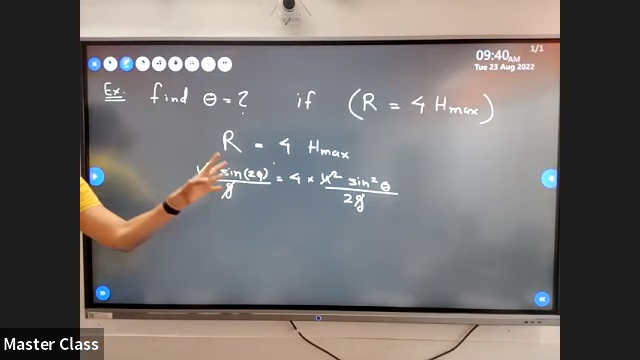 09:40AM 1/1
Tue 23 Aug 2022
Ex: find θ = ? if (R = 4 Hmax)
R = 4 Hmax
sin(2θ) / g = 4 × u² sin² θ / 2g
Master Class